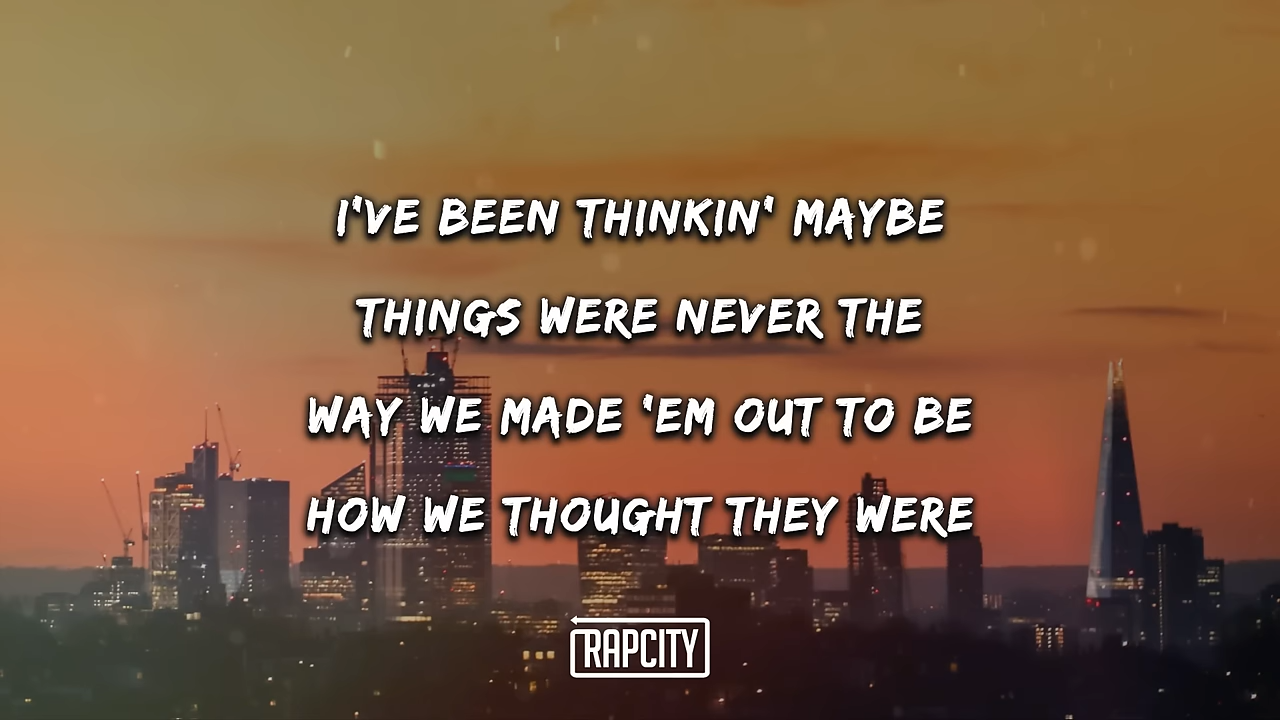 I'VE BEEN THINKIN' MAYBE
THINGS WERE NEVER THE
WAY WE MADE 'EM OUT TO BE
HOW WE THOUGHT THEY WERE
RAPCITY